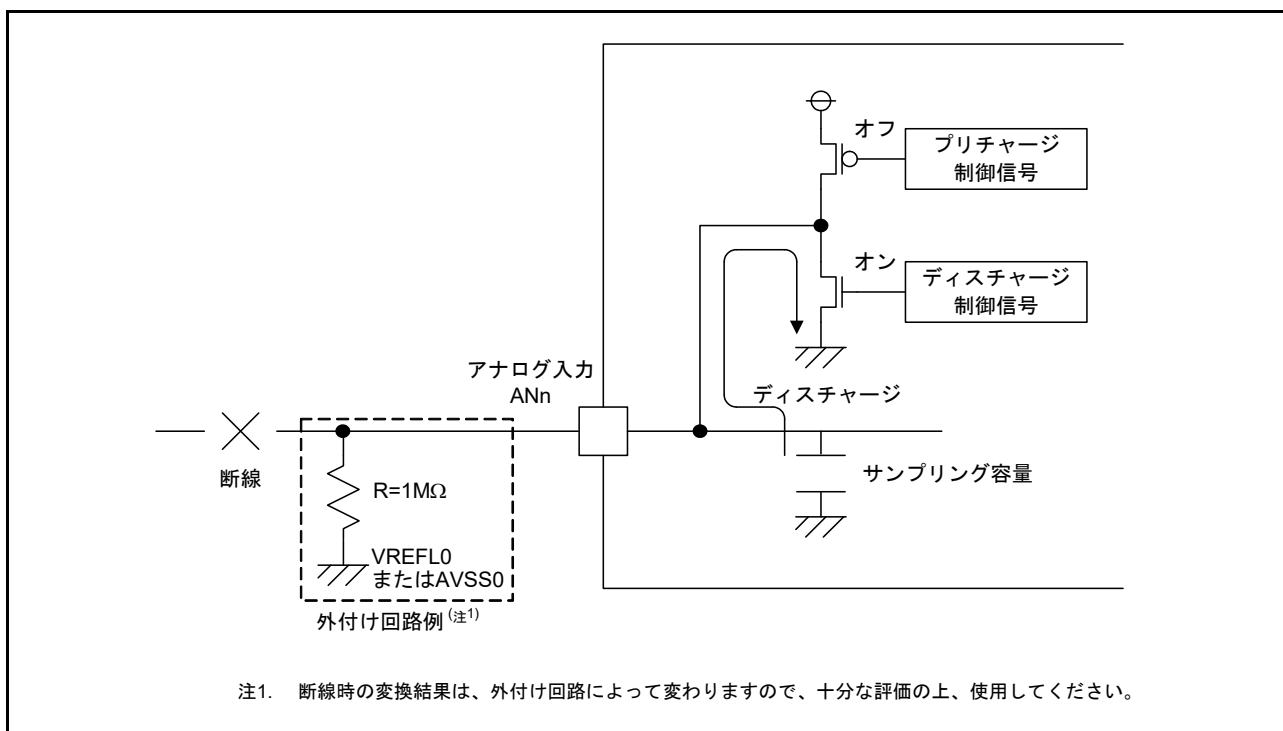 オフ
プリチャージ
制御信号
オン
ディスチャージ
制御信号
アナログ入力
ANn
ディスチャージ
断線
R=1MΩ
サンプリング容量
VREFL0
またはAVSS0
外付け回路例(注1)
注1. 断線時の変換結果は、外付け回路によって変わりますので、十分な評価の上、使用してください。